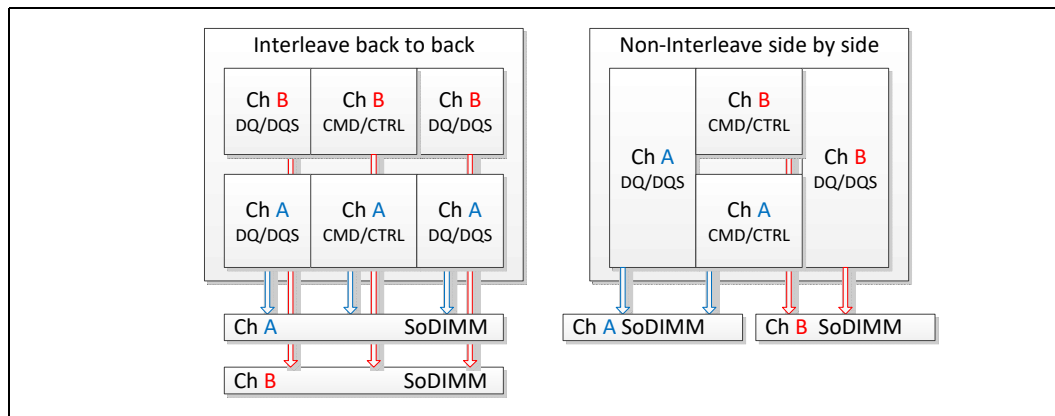 Interleave back to back
Ch B
DQ/DQS
Ch B
CMD/CTRL
Ch B
DQ/DQS
Ch A
DQ/DQS
Ch A
CMD/CTRL
Ch A
DQ/DQS
Ch A SoDIMM
Ch B SoDIMM
Non-Interleave side by side
Ch A
DQ/DQS
Ch B
CMD/CTRL
Ch A
CMD/CTRL
Ch B
DQ/DQS
Ch A SoDIMM
Ch B SoDIMM